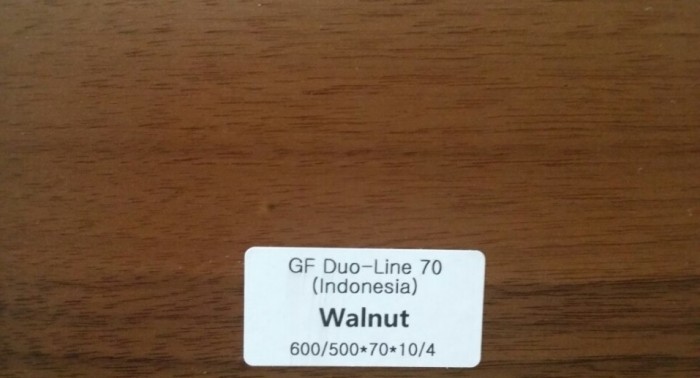 GF Duo-Line 70
(Indonesia)
Walnut
600/500*70*10/4